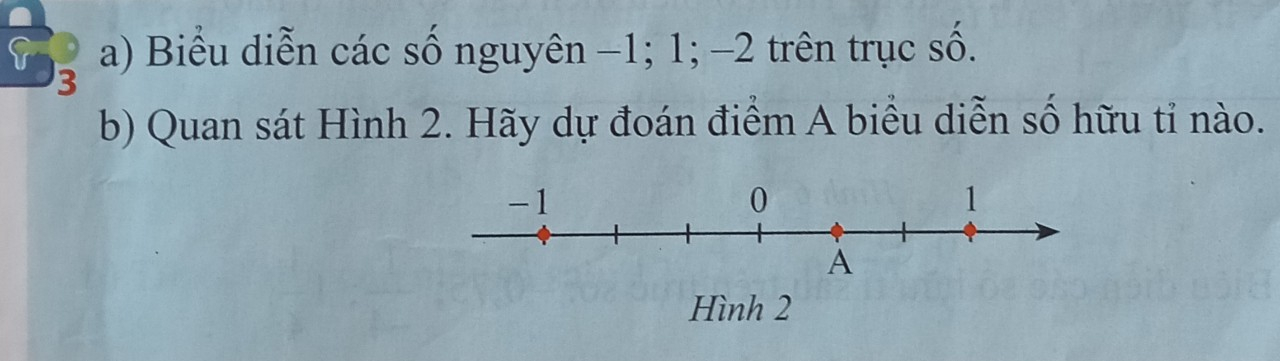 3 a) Biểu diễn các số nguyên –1; 1; –2 trên trục số.
b) Quan sát Hình 2. Hãy dự đoán điểm A biểu diễn số hữu tỉ nào.
–1 0 1
A
Hình 2